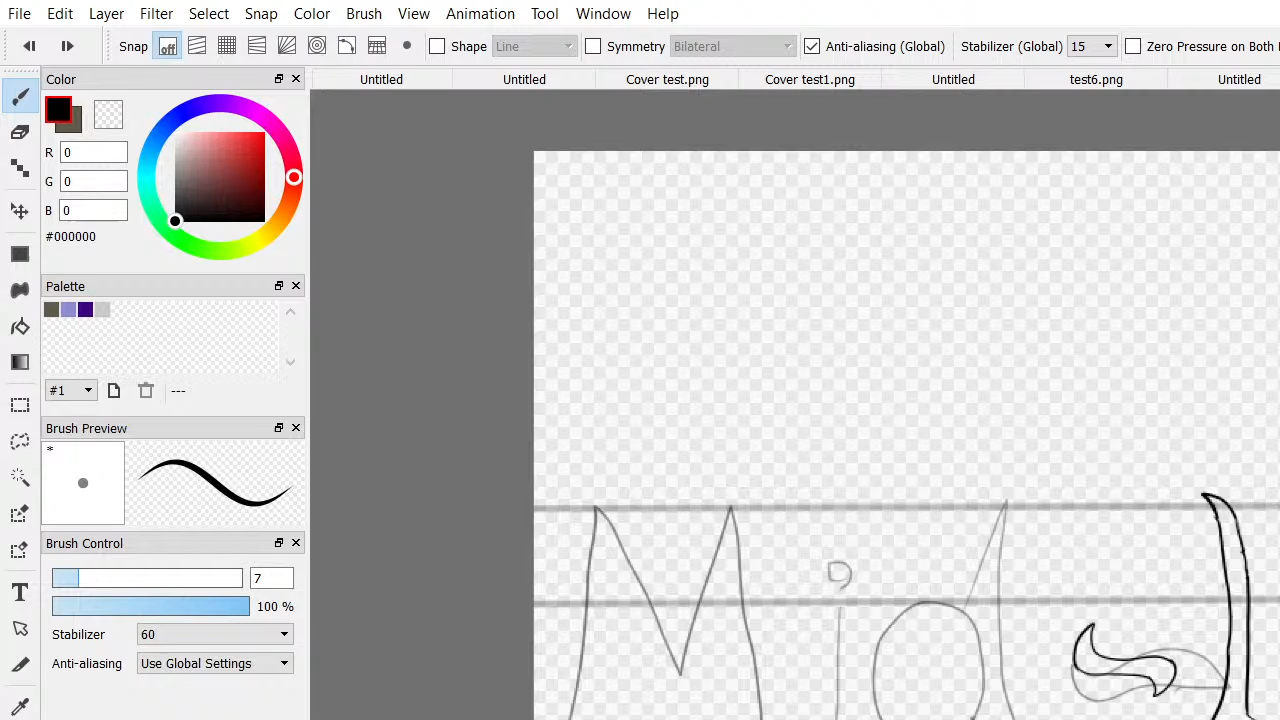 File Edit Layer Filter Select Snap Color Brush View Animation Tool Window Help
Snap off Shape Line Symmetry Bilateral Anti-aliasing (Global) Stabilizer (Global) 15 Zero Pressure on Both
Color
Untitled Untitled Cover test.png Cover test1.png Untitled test6.png Untitled
R 0
G 0
B 0
#000000
Palette
#1 ---
Brush Preview
*
Brush Control
7
100 %
Stabilizer 60
Anti-aliasing Use Global Settings
T
Mid